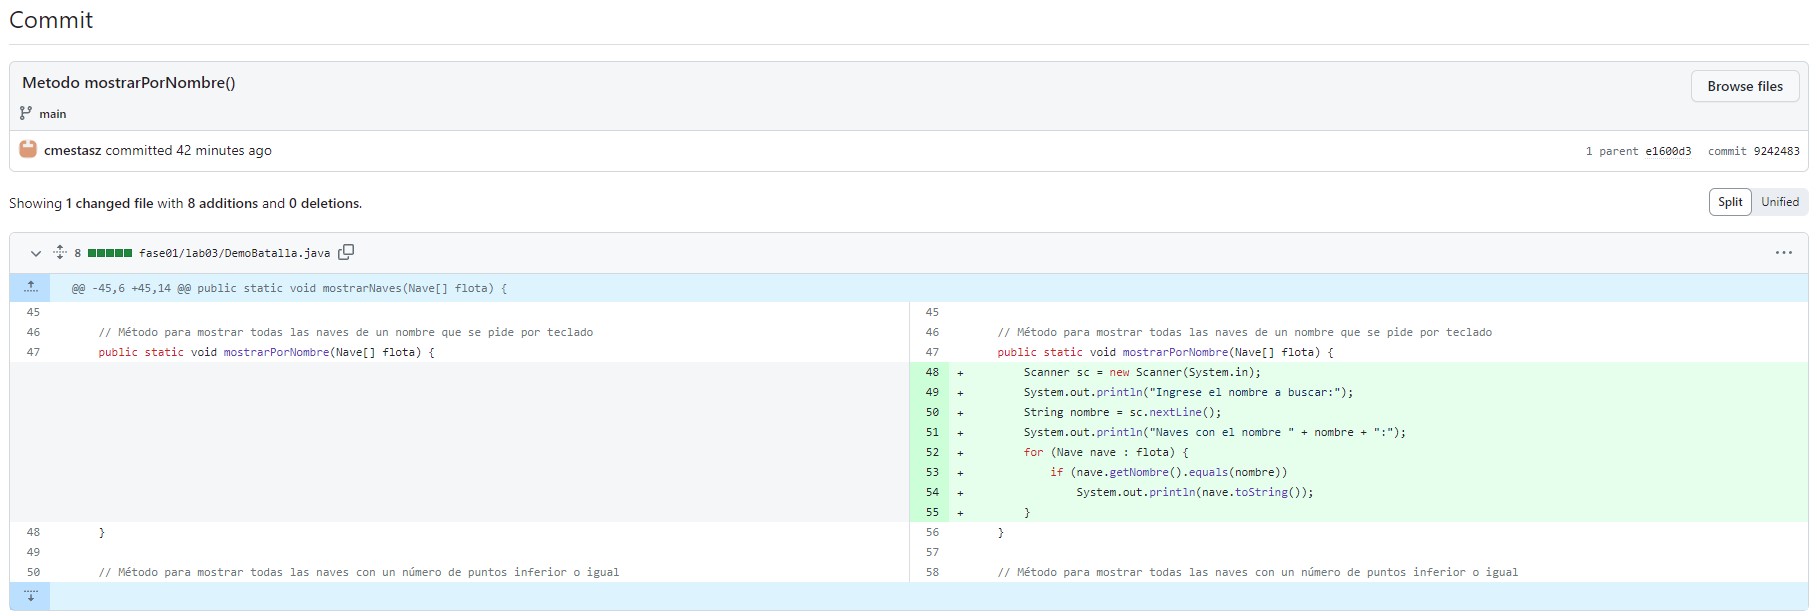 Commit
Metodo mostrarPorNombre()
Browse files
main
cmestasz committed 42 minutes ago
1 parent e1600d3 commit 9242483
Showing 1 changed file with 8 additions and 0 deletions.
Split Unified
8 fase01/lab03/DemoBatalla.java
@@ -45,6 +45,14 @@ public static void mostrarNaves(Nave[] flota) {
45
46 // Método para mostrar todas las naves de un nombre que se pide por teclado
47 public static void mostrarPorNombre(Nave[] flota) {
48 }
49
50 // Método para mostrar todas las naves con un número de puntos inferior o igual
45
46 // Método para mostrar todas las naves de un nombre que se pide por teclado
47 public static void mostrarPorNombre(Nave[] flota) {
48 + Scanner sc = new Scanner(System.in);
49 + System.out.println("Ingrese el nombre a buscar:");
50 + String nombre = sc.nextLine();
51 + System.out.println("Naves con el nombre " + nombre + ":");
52 + for (Nave nave : flota) {
53 + if (nave.getNombre().equals(nombre))
54 + System.out.println(nave.toString());
55 + }
56 }
57
58 // Método para mostrar todas las naves con un número de puntos inferior o igual